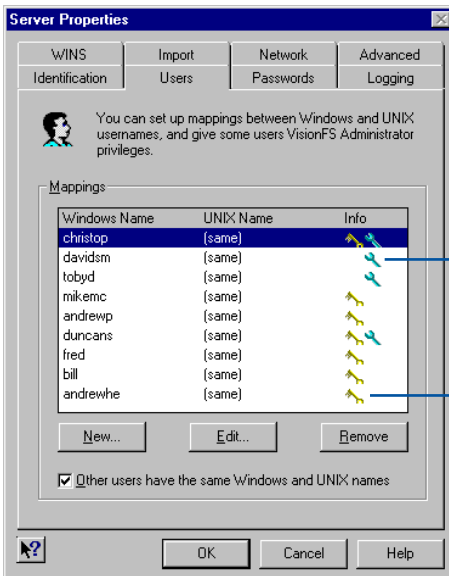 Server Properties
WINS Import Network Advanced
Identification Users Passwords Logging
You can set up mappings between Windows and UNIX
usernames, and give some users VisionFS Administrator
privileges.
Mappings
Windows Name UNIX Name Info
christop (same)
davidsm (same)
tobyd (same)
mikemc (same)
andrewp (same)
duncans (same)
fred (same)
bill (same)
andrewhe (same)
New... Edit... Remove
Other users have the same Windows and UNIX names
? OK Cancel Help